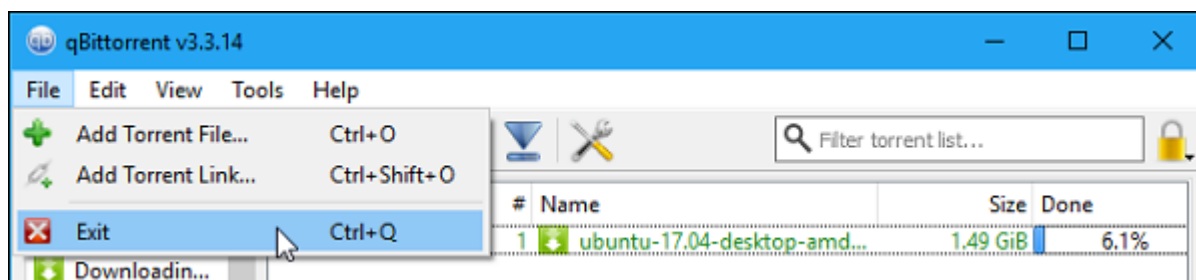 qBittorrent v3.3.14
File Edit View Tools Help
Add Torrent File... Ctrl+O
Filter torrent list...
Add Torrent Link... Ctrl+Shift+O
# Name Size Done
Exit Ctrl+Q
1 ubuntu-17.04-desktop-amd... 1.49 GiB 6.1%
Downloadin...